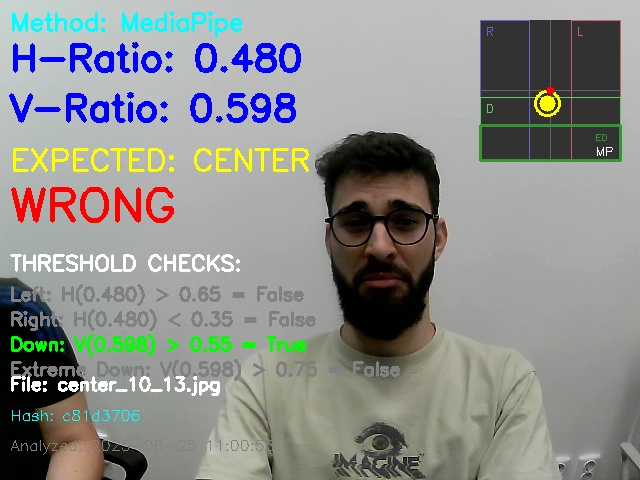 Method: MediaPipe
H-Ratio: 0.480
V-Ratio: 0.598
EXPECTED: CENTER
WRONG
THRESHOLD CHECKS:
Left: H(0.480) > 0.65 = False
Right: H(0.480) < 0.35 = False
Down: V(0.598) > 0.55 = True
Extreme Down: V(0.598) > 0.75 = False
File: center_10_13.jpg
Hash: c81d3706
Analyzed:
R
L
D
ED
MP
IMAGINE